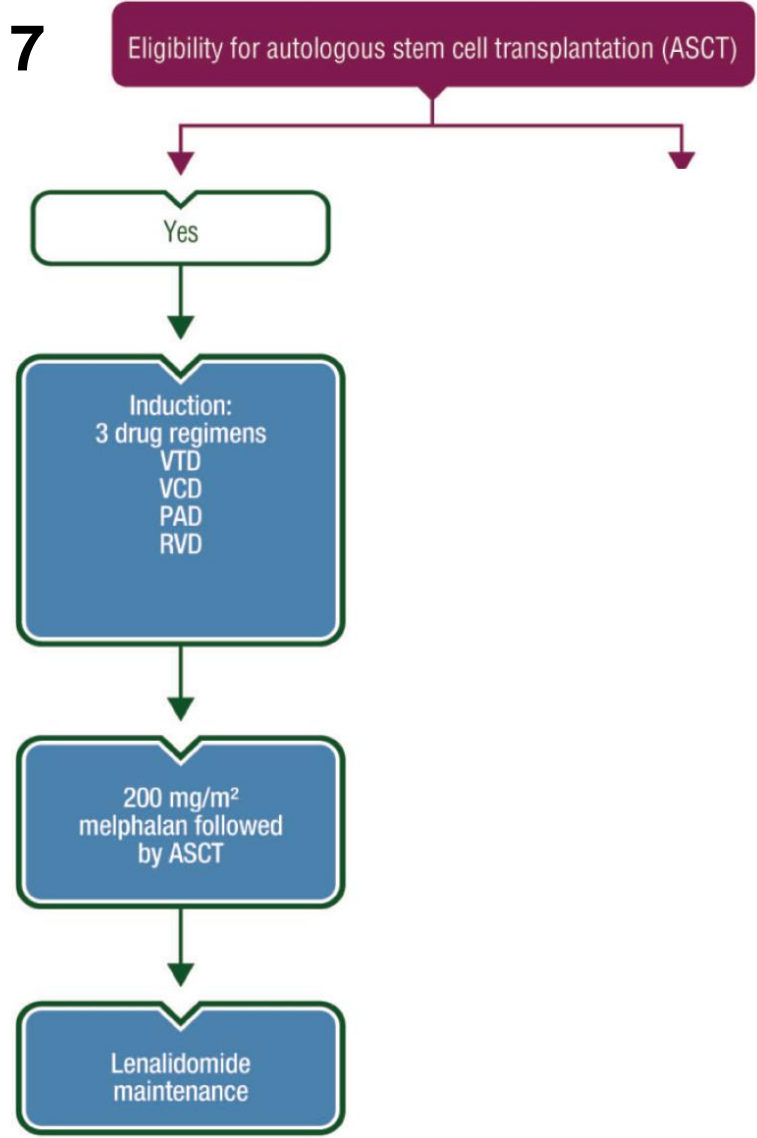 7
Eligibility for autologous stem cell transplantation (ASCT)
Yes
Induction:
3 drug regimens
VTD
VCD
PAD
RVD
200 mg/m²
melphalan followed
by ASCT
Lenalidomide
maintenance